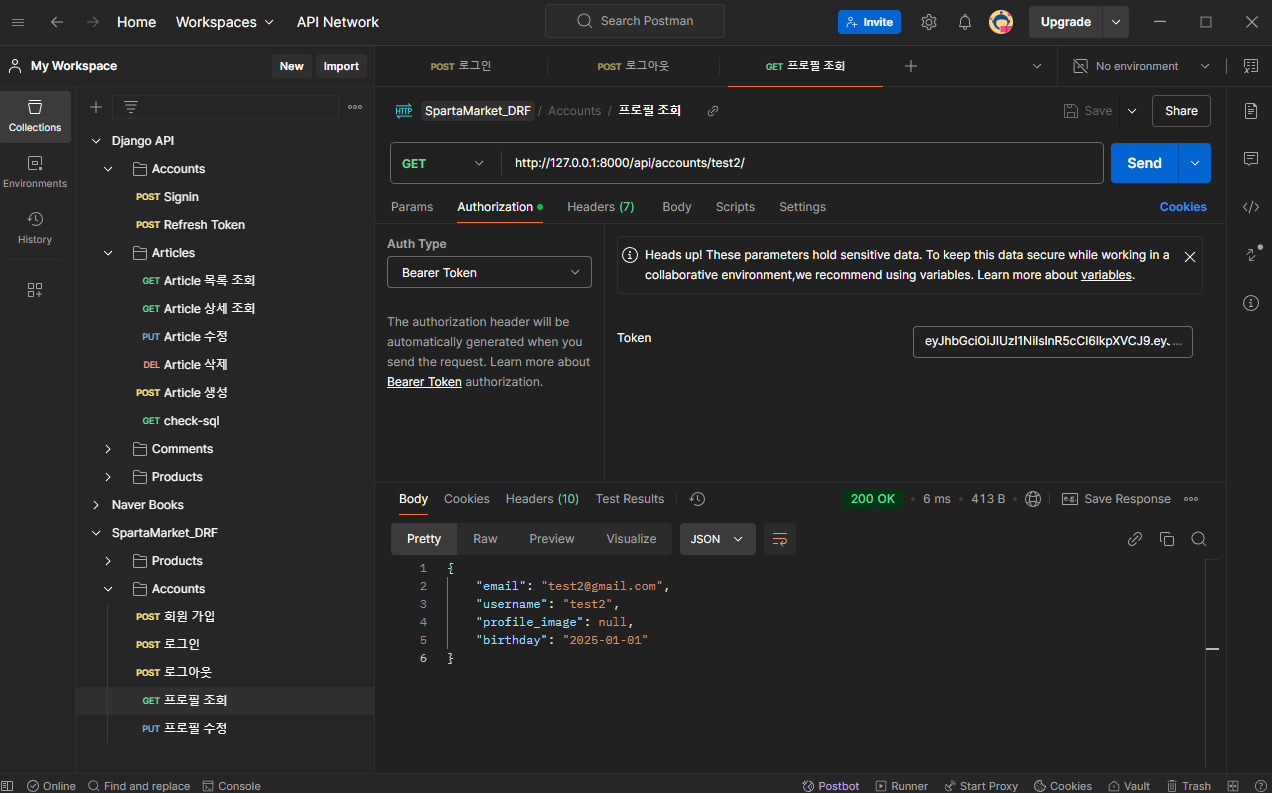 Home Workspaces API Network Search Postman Invite Upgrade
My Workspace New Import POST 로그인 POST 로그아웃 GET 프로필 조회 No environment
Collections
Environments
History
Django API
Accounts
POST Signin
POST Refresh Token
Articles
GET Article 목록 조회
GET Article 상세 조회
PUT Article 수정
DEL Article 삭제
POST Article 생성
GET check-sql
Comments
Products
Naver Books
SpartaMarket_DRF
Products
Accounts
POST 회원 가입
POST 로그인
POST 로그아웃
GET 프로필 조회
PUT 프로필 수정
HTTP SpartaMarket_DRF / Accounts / 프로필 조회 Save Share
GET http://127.0.0.1:8000/api/accounts/test2/ Send
Params Authorization Headers (7) Body Scripts Settings Cookies
Auth Type
Bearer Token
The authorization header will be
automatically generated when you
send the request. Learn more about
Bearer Token authorization.
Heads up! These parameters hold sensitive data. To keep this data secure while working in a
collaborative environment,we recommend using variables. Learn more about variables.
Token eyJhbGciOiJIUzI1NiIsInR5cCI6IkpXVCJ9.eyJ...
Body Cookies Headers (10) Test Results 200 OK 6 ms 413 B e.g. Save Response
Pretty Raw Preview Visualize JSON
1 {
2 "email": "test2@gmail.com",
3 "username": "test2",
4 "profile_image": null,
5 "birthday": "2025-01-01"
6 }
Online Find and replace Console Postbot Runner Start Proxy Cookies Vault Trash